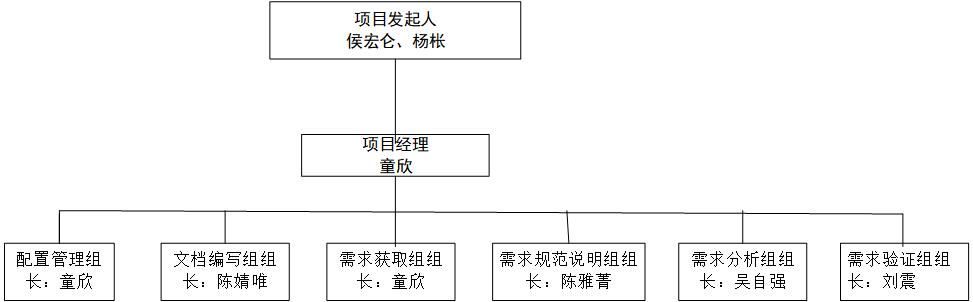 项目发起人
侯宏仑、杨枨
项目经理
童欣
配置管理组
长：童欣
文档编写组组
长：陈婧唯
需求获取组组
长：童欣
需求规范说明组组
长：陈雅菁
需求分析组组
长：吴自强
需求验证组组
长：刘震